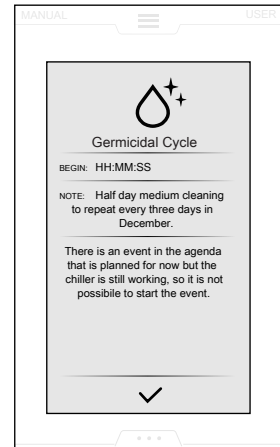 MANUAL
USER
Germicidal Cycle
BEGIN: HH:MM:SS
NOTE: Half day medium cleaning
to repeat every three days in
December.
There is an event in the agenda
that is planned for now but the
chiller is still working, so it is not
possibile to start the event.